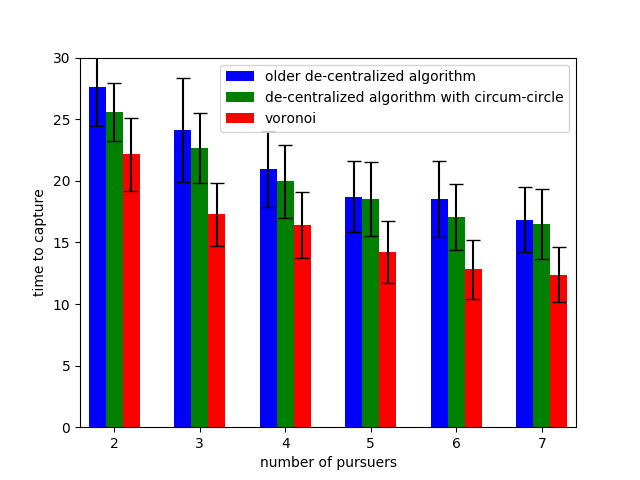 30
25
20
15
10
5
0
time to capture
older de-centralized algorithm
de-centralized algorithm with circum-circle
voronoi
2 3 4 5 6 7
number of pursuers